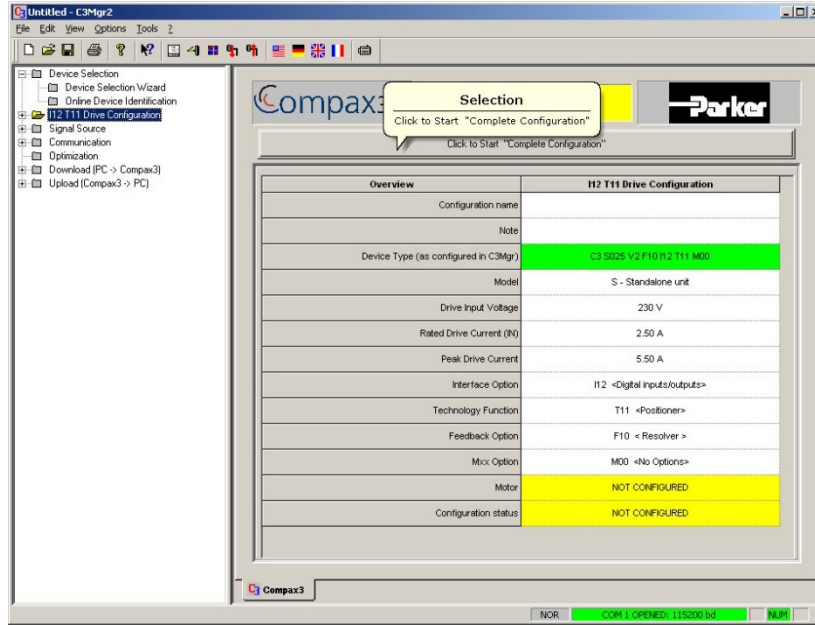 Untitled - C3Mgr2
File Edit View Options Tools ?
Device Selection
Device Selection Wizard
Online Device Identification
I12 T11 Drive Configuration
Signal Source
Communication
Optimization
Download (PC -> Compax3)
Upload (Compax3 -> PC)
Compax3
Parker
Selection
Click to Start "Complete Configuration"
Click to Start "Complete Configuration"
Overview I12 T11 Drive Configuration
Configuration name
Note
Device Type (as configured in C3Mgr) C3 S025 V2 F10 I12 T11 M00
Model S - Standalone unit
Drive Input Voltage 230 V
Rated Drive Current (IN) 2.50 A
Peak Drive Current 5.50 A
Interface Option I12 <Digital inputs/outputs>
Technology Function T11 <Positioner>
Feedback Option F10 < Resolver >
Mxx Option M00 <No Options>
Motor NOT CONFIGURED
Configuration status NOT CONFIGURED
C3 Compax3
NOR COM 1 OPENED: 115200 bd NUM